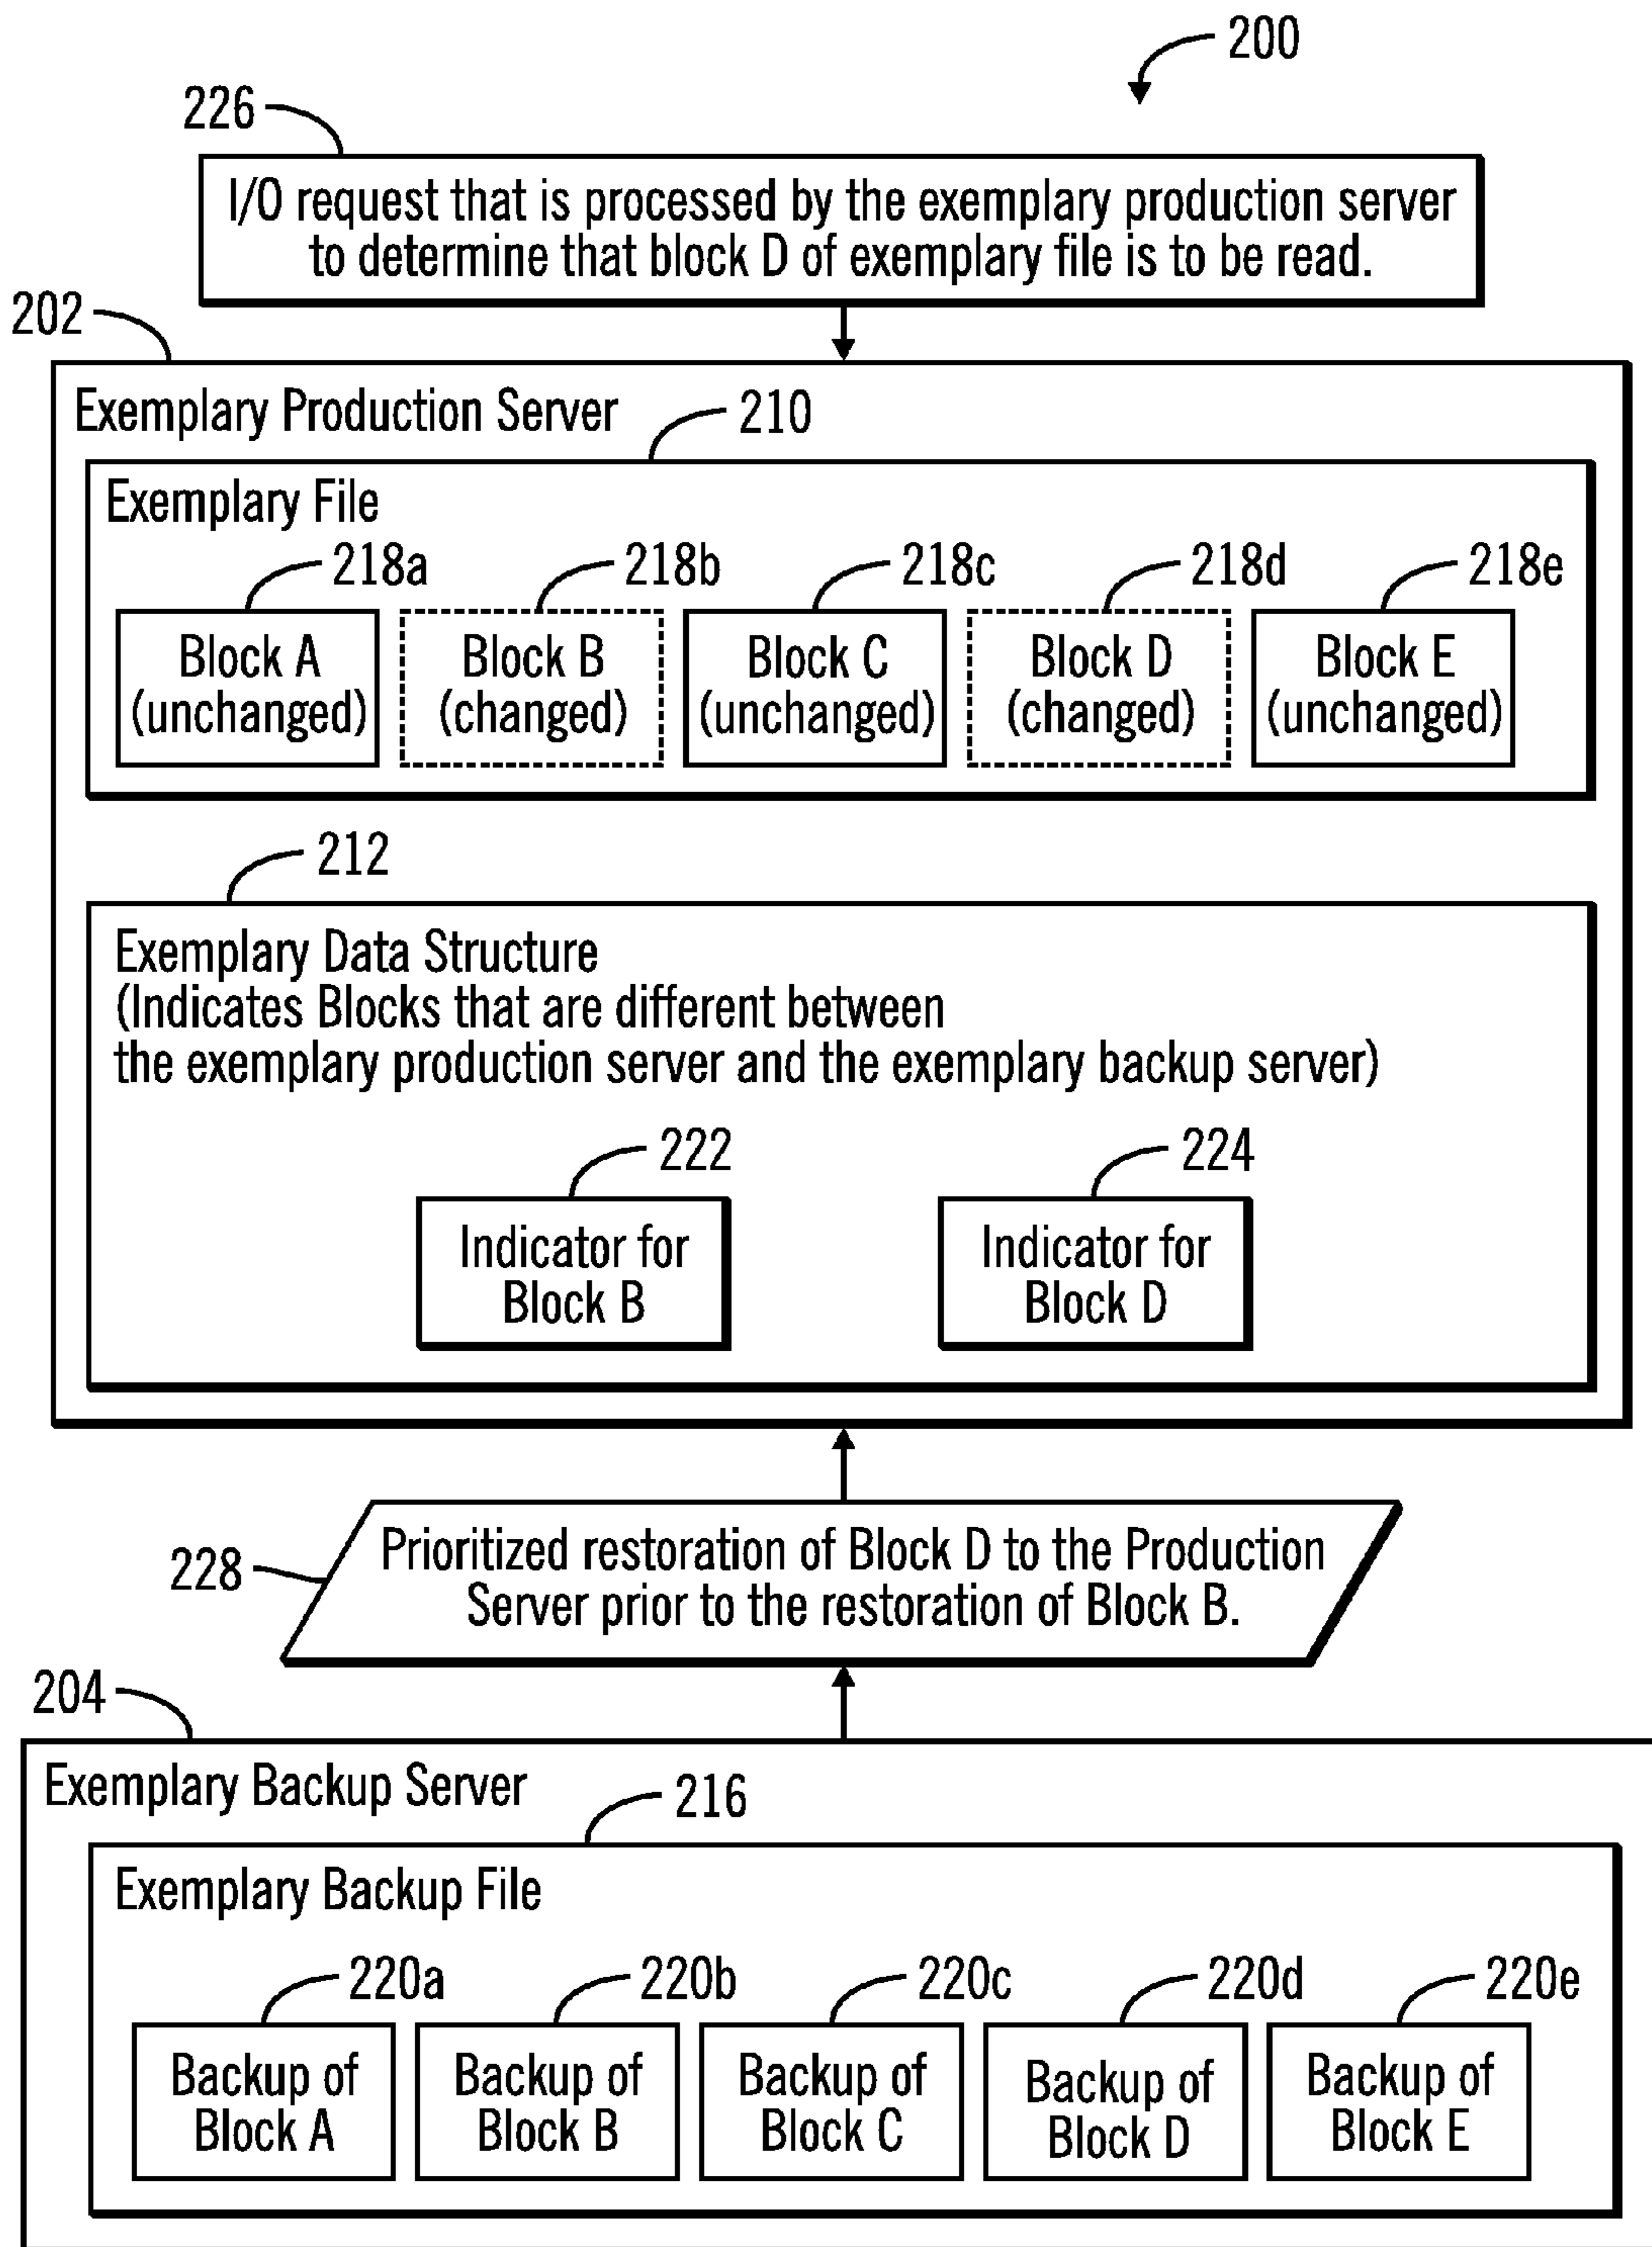 200
226
I/O request that is processed by the exemplary production server
to determine that block D of exemplary file is to be read.
202
Exemplary Production Server
210
Exemplary File
218a
218b
218c
218d
218e
Block A
(unchanged)
Block B
(changed)
Block C
(unchanged)
Block D
(changed)
Block E
(unchanged)
212
Exemplary Data Structure
(Indicates Blocks that are different between
the exemplary production server and the exemplary backup server)
222
224
Indicator for
Block B
Indicator for
Block D
228
Prioritized restoration of Block D to the Production
Server prior to the restoration of Block B.
204
Exemplary Backup Server
216
Exemplary Backup File
220a
220b
220c
220d
220e
Backup of
Block A
Backup of
Block B
Backup of
Block C
Backup of
Block D
Backup of
Block E